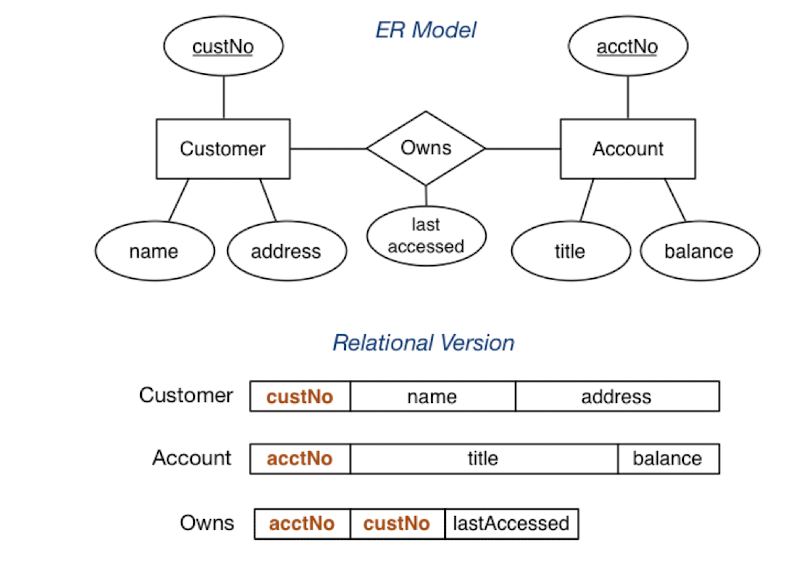 ER Model
custNo
acctNo
Customer
Owns
Account
name
address
last
accessed
title
balance
Relational Version
Customer custNo name address
Account acctNo title balance
Owns acctNo custNo lastAccessed